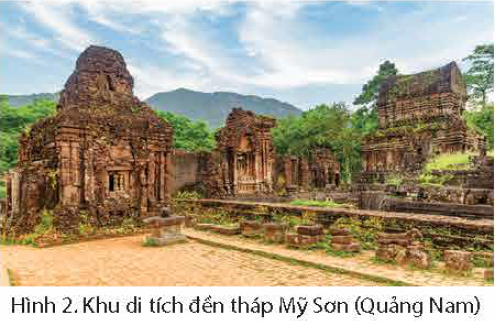 Hình 2. Khu di tích đền tháp Mỹ Sơn (Quảng Nam)